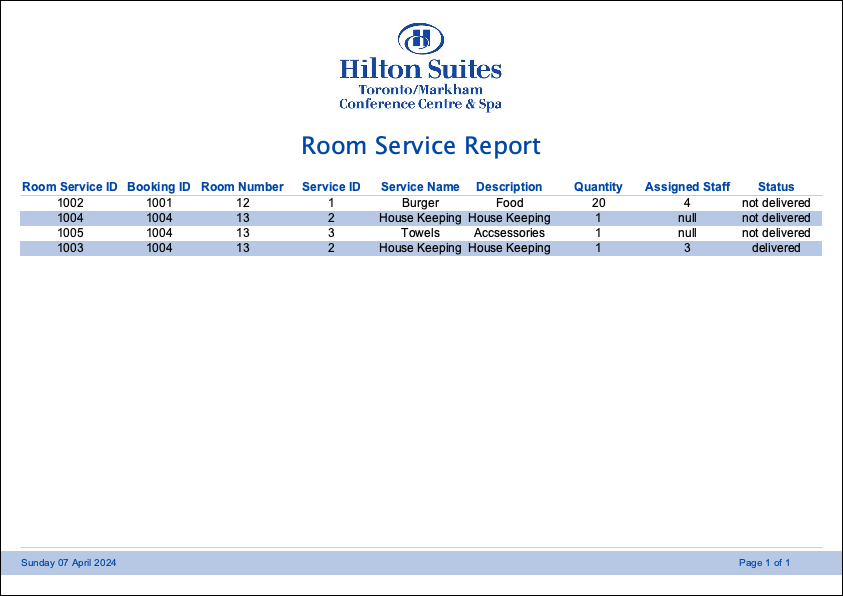 Hilton Suites
Toronto/Markham
Conference Centre & Spa
Room Service Report
Room Service ID Booking ID Room Number Service ID Service Name Description Quantity Assigned Staff Status
1002 1001 12 1 Burger Food 20 4 not delivered
1004 1004 13 2 House Keeping House Keeping 1 null not delivered
1005 1004 13 3 Towels Accsessories 1 null not delivered
1003 1004 13 2 House Keeping House Keeping 1 3 delivered
Sunday 07 April 2024 Page 1 of 1